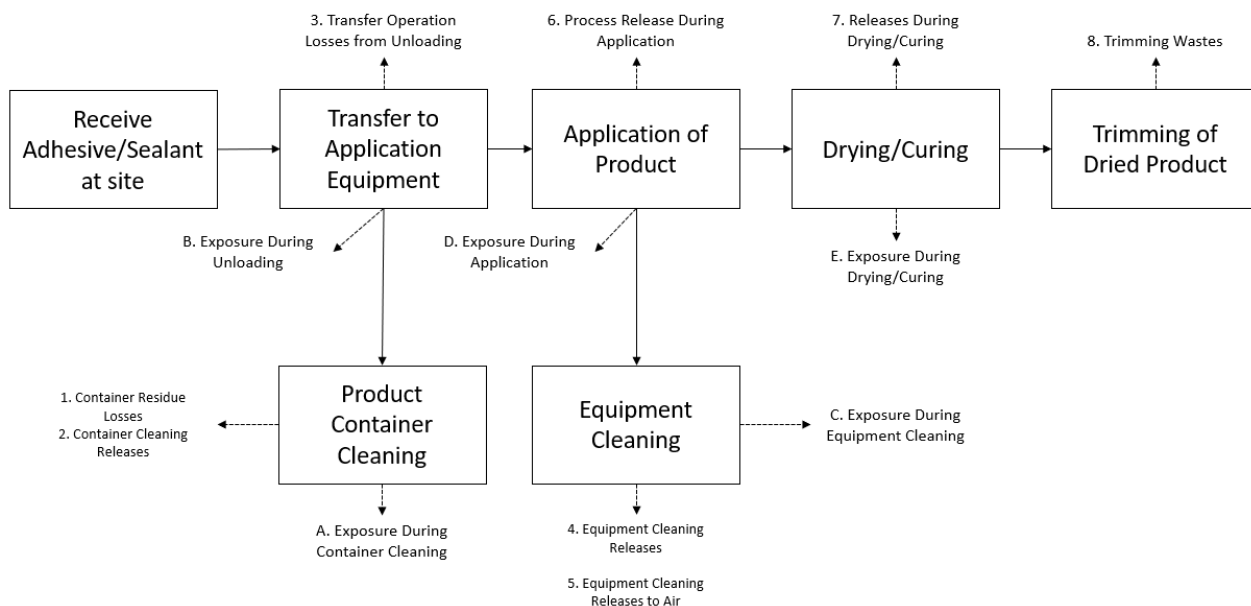 3. Transfer Operation
Losses from Unloading
6. Process Release During
Application
7. Releases During
Drying/Curing
8. Trimming Wastes
Receive
Adhesive/Sealant
at site
Transfer to
Application
Equipment
Application of
Product
Drying/Curing
Trimming of
Dried Product
B. Exposure During
Unloading
D. Exposure During
Application
E. Exposure During
Drying/Curing
1. Container Residue
Losses
2. Container Cleaning
Releases
Product
Container
Cleaning
Equipment
Cleaning
C. Exposure During
Equipment Cleaning
A. Exposure During
Container Cleaning
4. Equipment Cleaning
Releases
5. Equipment Cleaning
Releases to Air